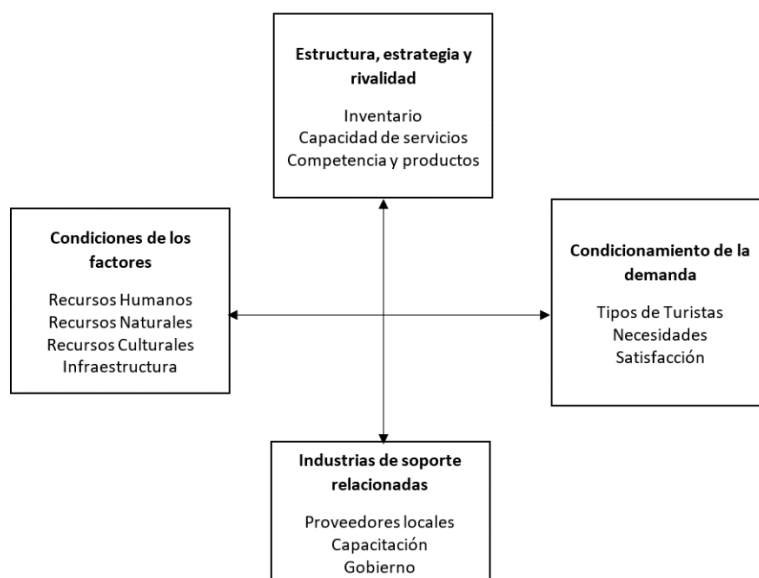 Estructura, estrategia y
rivalidad
Inventario
Capacidad de servicios
Competencia y productos
Condiciones de los
factores
Recursos Humanos
Recursos Naturales
Recursos Culturales
Infraestructura
Condicionamiento de la
demanda
Tipos de Turistas
Necesidades
Satisfacción
Industrias de soporte
relacionadas
Proveedores locales
Capacitación
Gobierno